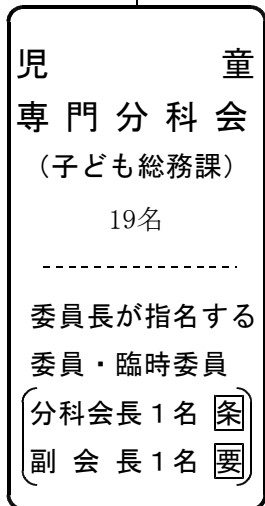 児童
専門分科会
（子ども総務課）
19名
委員長が指名する
委員・臨時委員
分科会長１名 条
副会長１名 要